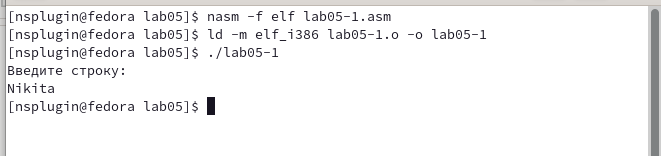 [nsplugin@fedora lab05]$ nasm -f elf lab05-1.asm
[nsplugin@fedora lab05]$ ld -m elf_i386 lab05-1.o -o lab05-1
[nsplugin@fedora lab05]$ ./lab05-1
Введите строку:
Nikita
[nsplugin@fedora lab05]$